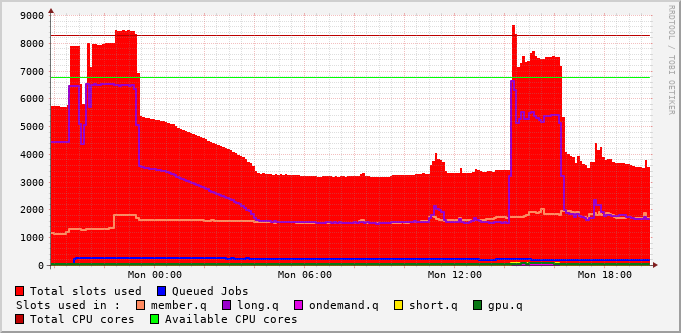 9000
8000
7000
6000
5000
4000
3000
2000
1000
0
Mon 00:00 Mon 06:00 Mon 12:00 Mon 18:00
RRDTOOL / TOBI OETIKER
Total slots used Queued Jobs
Slots used in : member.q long.q ondemand.q short.q gpu.q
Total CPU cores Available CPU cores